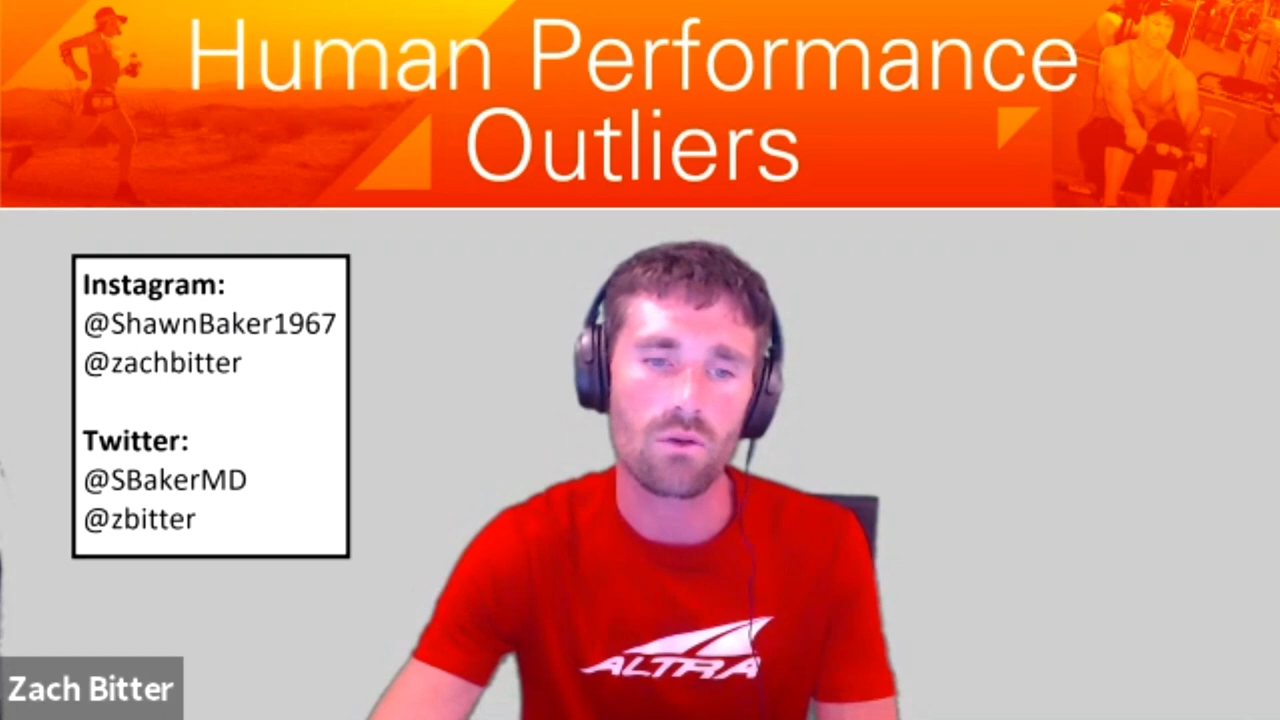 Human Performance
Outliers
Instagram:
@ShawnBaker1967
@zachbitter
Twitter:
@SBakerMD
@zbitter
ALTRA
Zach Bitter